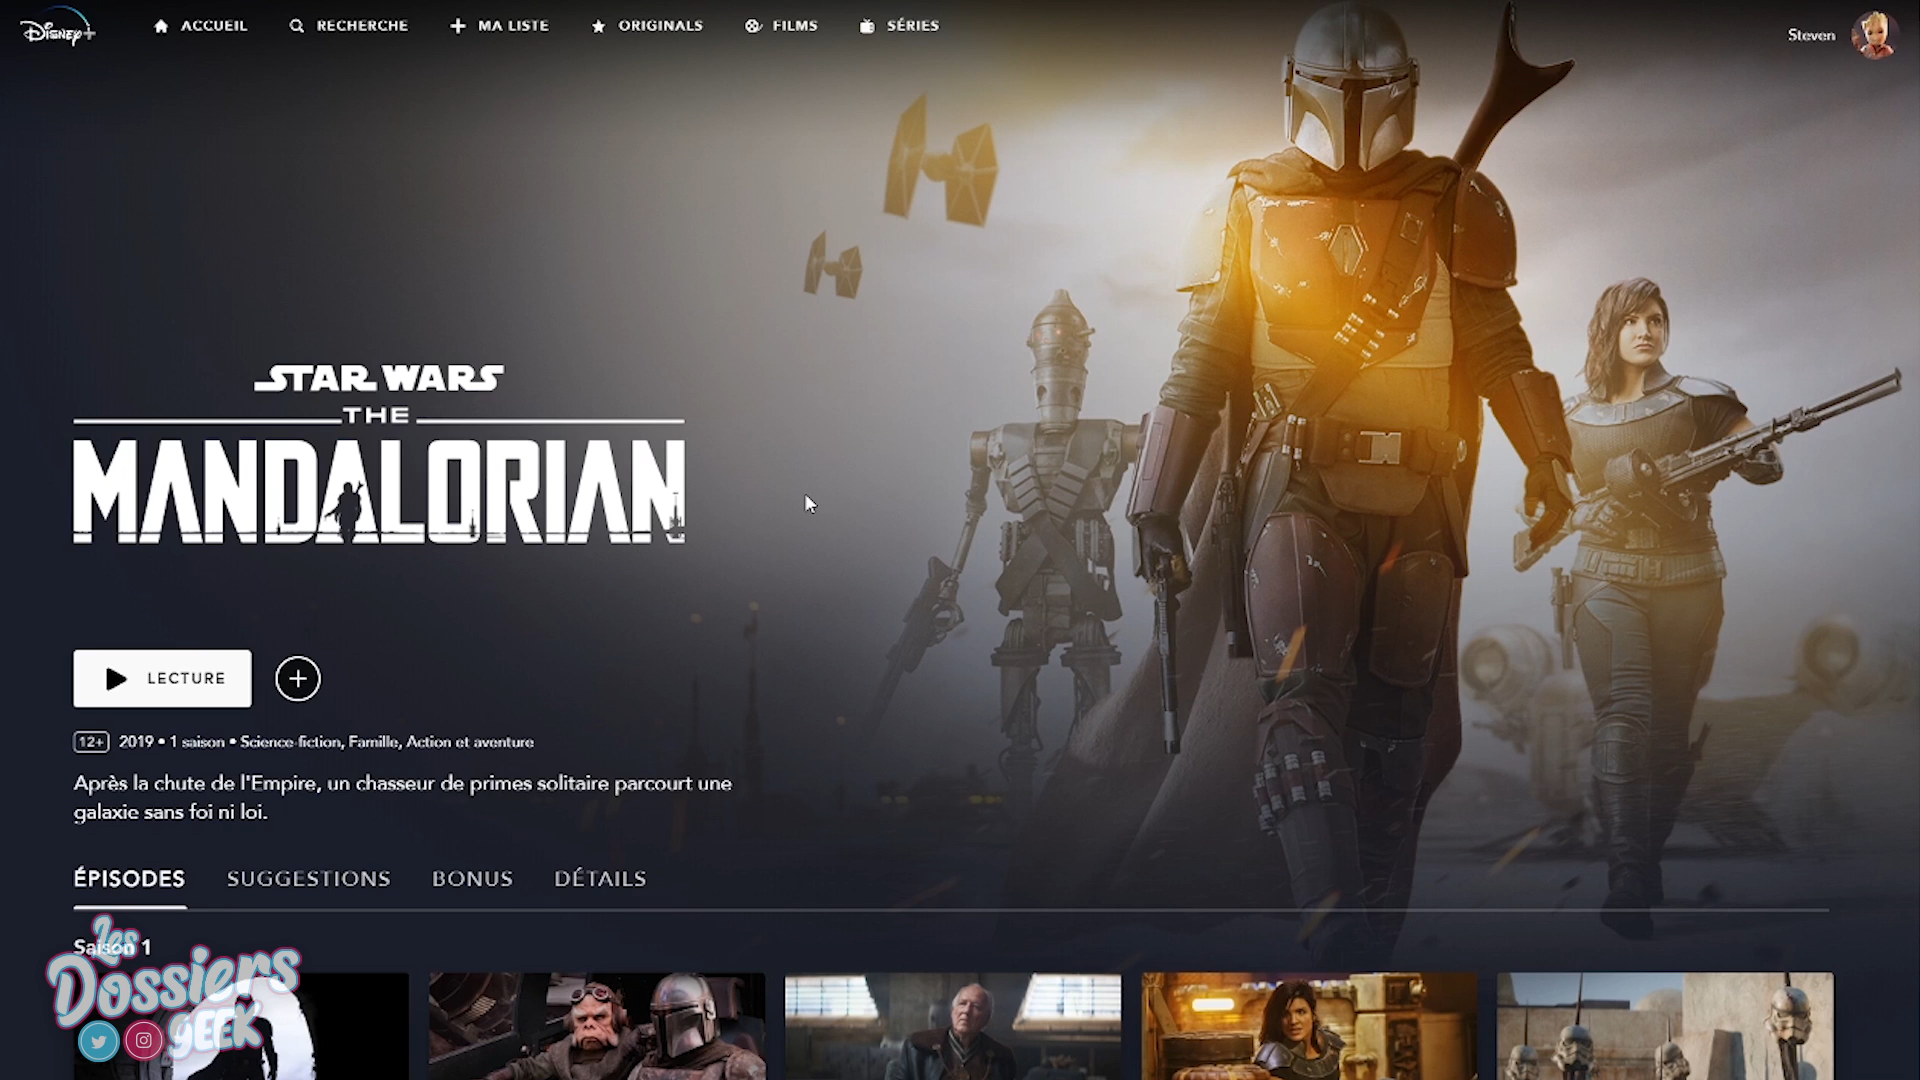 Disney+
ACCUEIL
RECHERCHE
MA LISTE
ORIGINALS
FILMS
SÉRIES
Steven
STAR WARS
THE
MANDALORIAN
LECTURE
12+ 2019 • 1 saison • Science-fiction, Famille, Action et aventure
Après la chute de l'Empire, un chasseur de primes solitaire parcourt une
galaxie sans foi ni loi.
ÉPISODES
SUGGESTIONS
BONUS
DÉTAILS
Saison 1
Les
Dossiers
GEEK